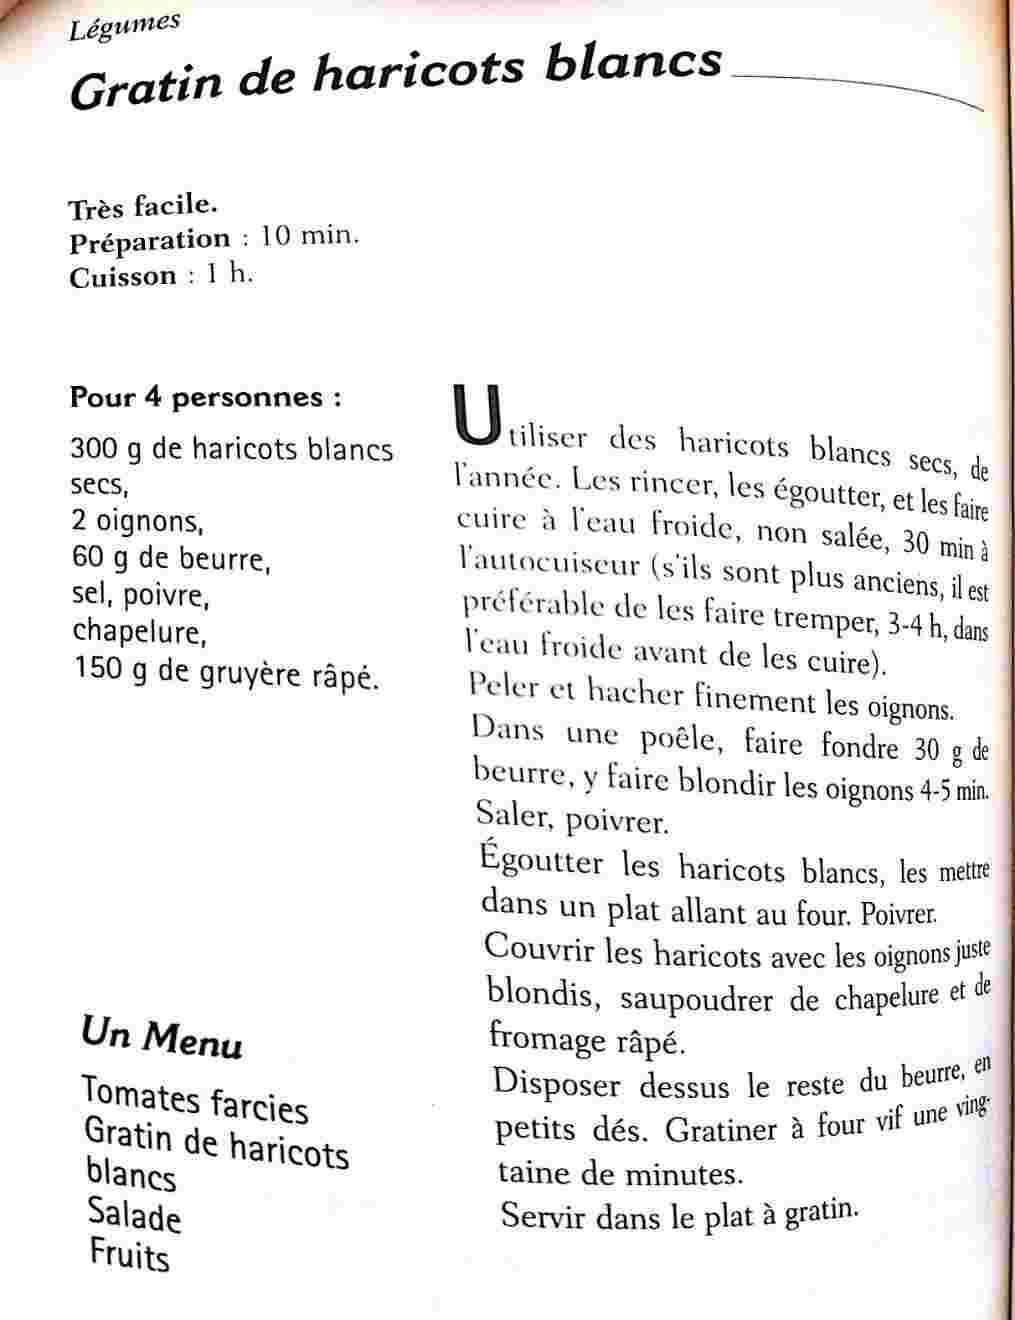 Légumes
Gratin de haricots blancs
Très facile.
Préparation : 10 min.
Cuisson : 1 h.
Pour 4 personnes :
300 g de haricots blancs
secs,
2 oignons,
60 g de beurre,
sel, poivre,
chapelure,
150 g de gruyère râpé.
Un Menu
Tomates farcies
Gratin de haricots
blancs
Salade
Fruits
Utiliser des haricots blancs secs, de
l'année. Les rincer, les égoutter, et les faire
cuire à l'eau froide, non salée, 30 min à
l'autocuiseur (s'ils sont plus anciens, il est
préférable de les faire tremper, 3-4 h, dans
l'eau froide avant de les cuire).
Peler et hacher finement les oignons.
Dans une poêle, faire fondre 30 g de
beurre, y faire blondir les oignons 4-5 min.
Saler, poivrer.
Égoutter les haricots blancs, les mettre
dans un plat allant au four. Poivrer.
Couvrir les haricots avec les oignons juste
blondis, saupoudrer de chapelure et de
fromage râpé.
Disposer dessus le reste du beurre, en
petits dés. Gratiner à four vif une ving-
taine de minutes.
Servir dans le plat à gratin.